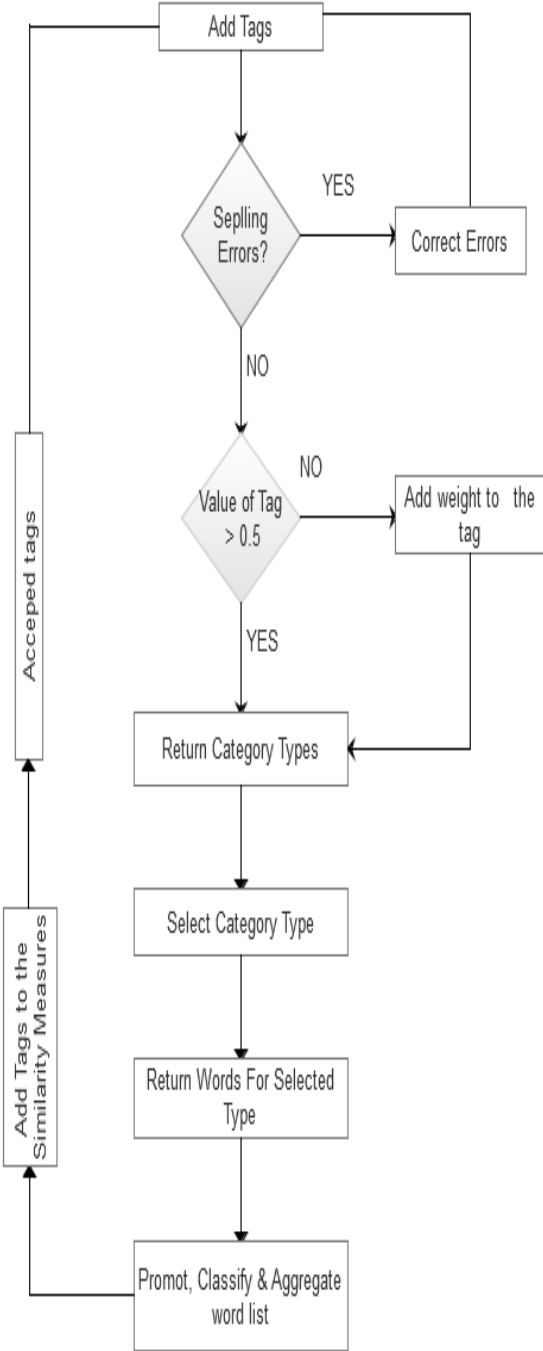 Add Tags
Seplling
Errors?
YES
Correct Errors
NO
Value of Tag
> 0.5
NO
Add weight to the
tag
YES
Return Category Types
Select Category Type
Return Words For Selected
Type
Promot, Classify & Aggregate
word list
Add Tags to the
Similarity Measures
Acceped tags